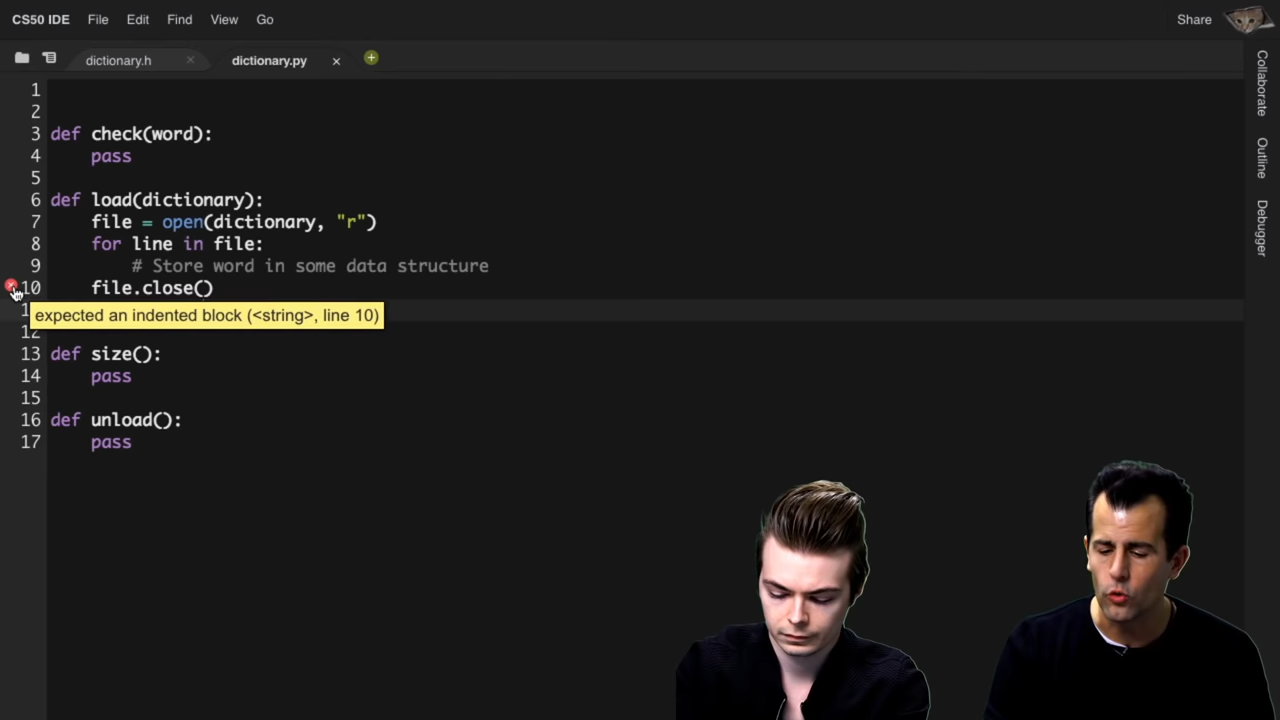 CS50 IDE File Edit Find View Go Share
dictionary.h dictionary.py
Collaborate
Outline
Debugger
1
2
3 def check(word):
4     pass
5
6 def load(dictionary):
7     file = open(dictionary, "r")
8     for line in file:
9         # Store word in some data structure
10     file.close()
expected an indented block (<string>, line 10)
12
13 def size():
14     pass
15
16 def unload():
17     pass